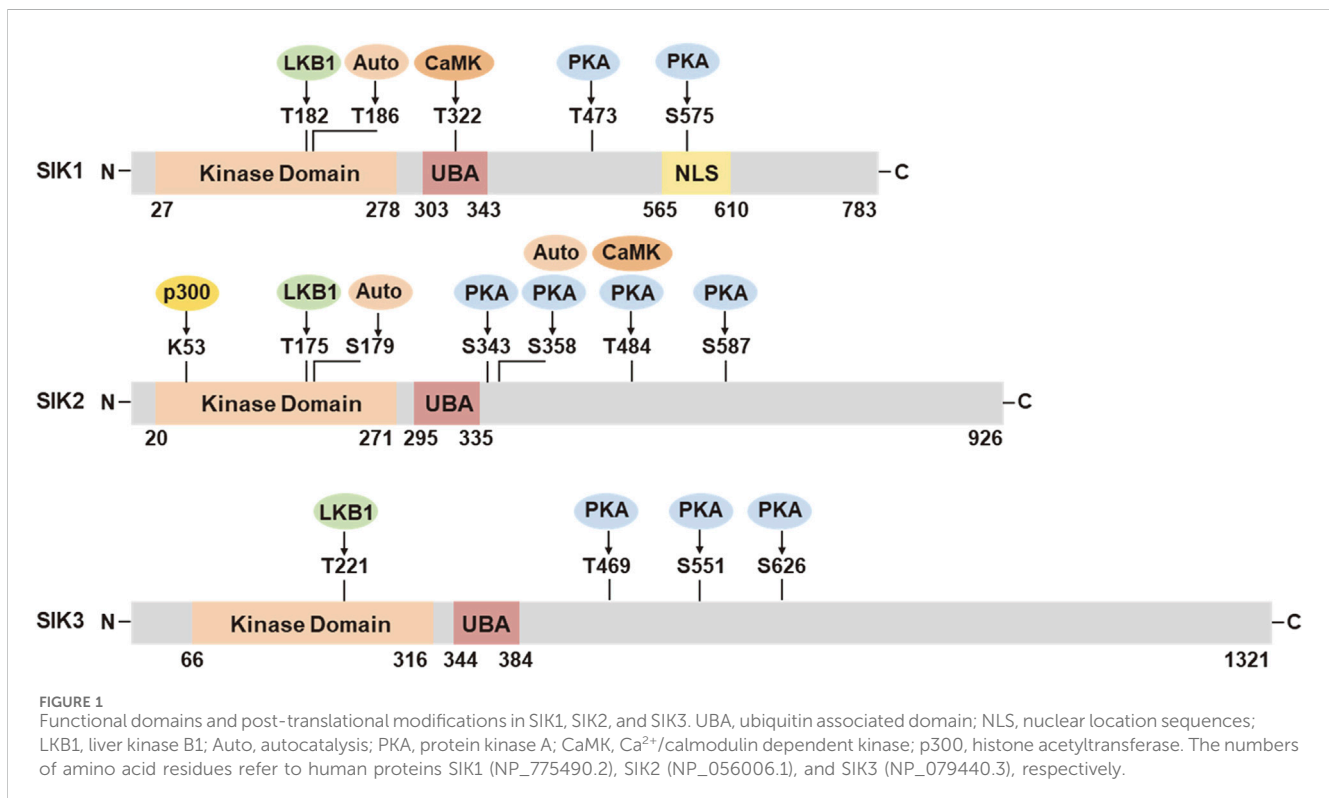 LKB1 Auto CaMK PKA PKA
T182 T186 T322 T473 S575
SIK1 N Kinase Domain UBA NLS C
27 278 303 343 565 610 783
Auto CaMK
p300 LKB1 Auto PKA PKA PKA PKA
K53 T175 S179 S343 S358 T484 S587
SIK2 N Kinase Domain UBA C
20 271 295 335 926
LKB1 PKA PKA PKA
T221 T469 S551 S626
SIK3 N Kinase Domain UBA C
66 316 344 384 1321
FIGURE 1
Functional domains and post-translational modifications in SIK1, SIK2, and SIK3. UBA, ubiquitin associated domain; NLS, nuclear location sequences;
LKB1, liver kinase B1; Auto, autocatalysis; PKA, protein kinase A; CaMK, Ca²⁺/calmodulin dependent kinase; p300, histone acetyltransferase. The numbers
of amino acid residues refer to human proteins SIK1 (NP_775490.2), SIK2 (NP_056006.1), and SIK3 (NP_079440.3), respectively.